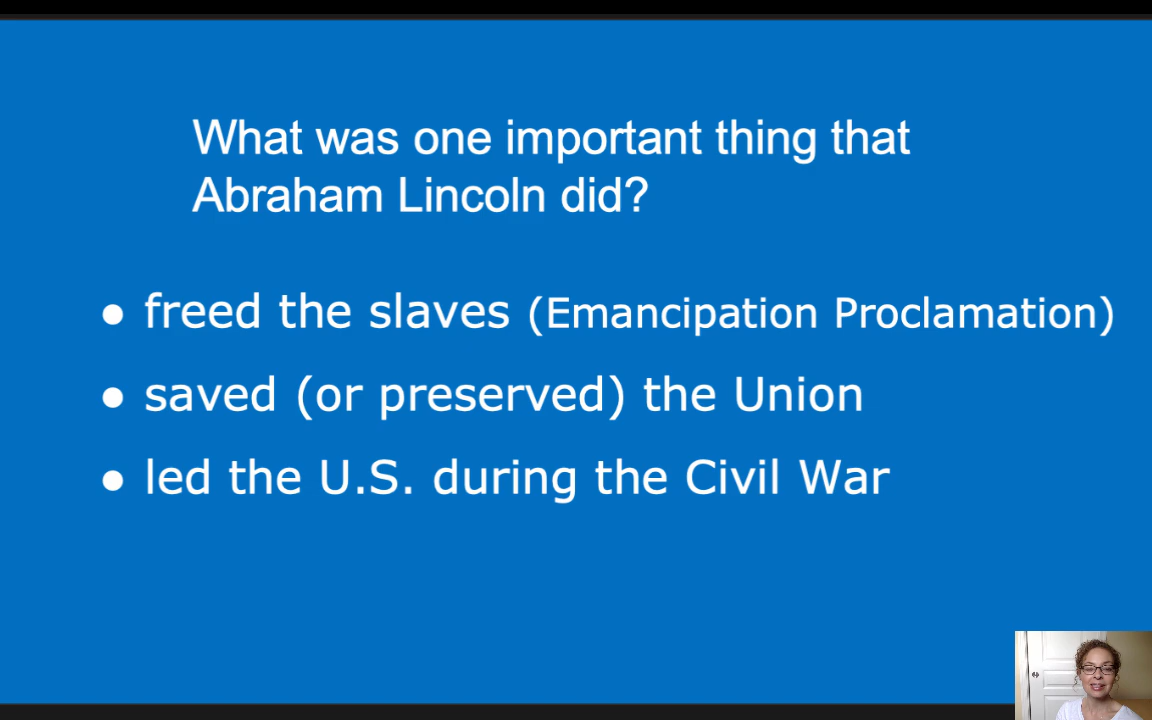 What was one important thing that
Abraham Lincoln did?
● freed the slaves (Emancipation Proclamation)
● saved (or preserved) the Union
● led the U.S. during the Civil War